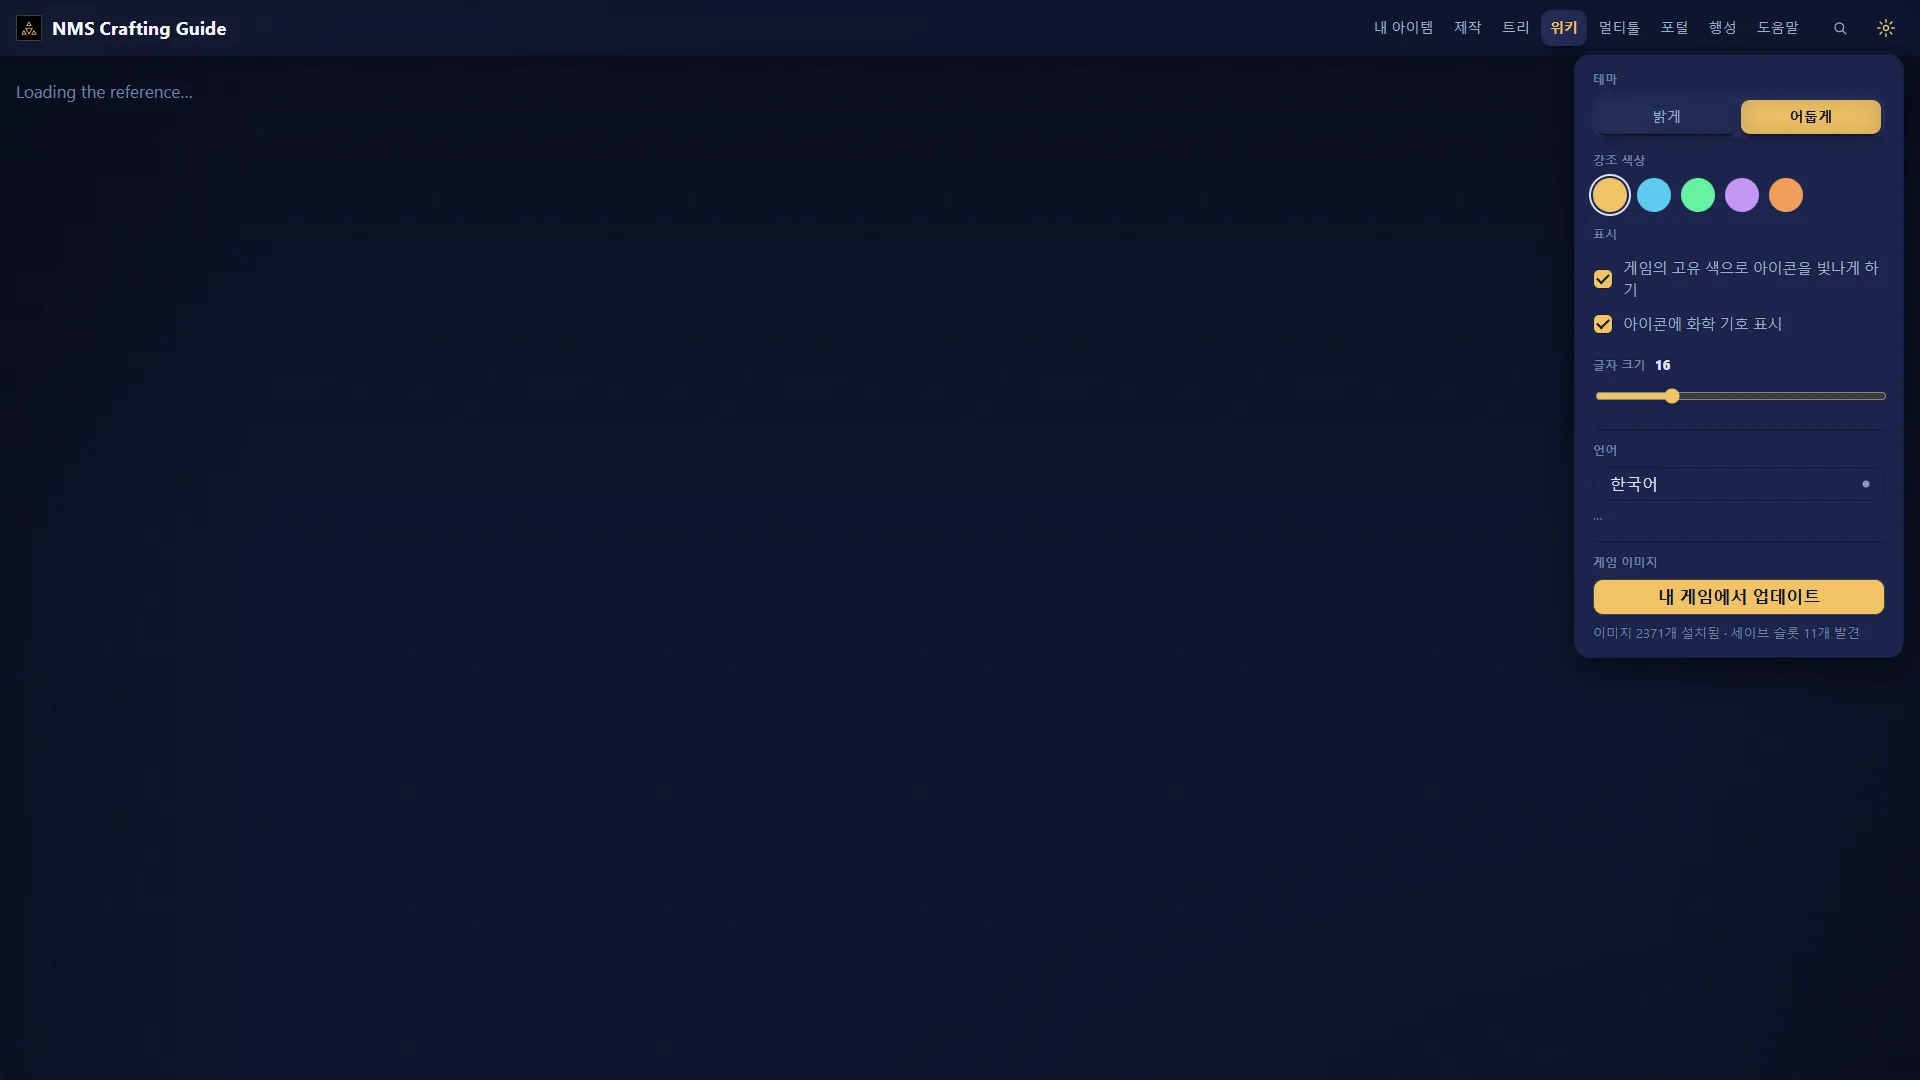 NMS Crafting Guide
내 아이템
제작
트리
위키
멀티툴
포털
행성
도움말
Loading the reference...
테마
밝게
어둡게
강조 색상
표시
게임의 고유 색으로 아이콘을 빛나게 하
기
아이콘에 화학 기호 표시
글자 크기 16
언어
한국어
...
게임 이미지
내 게임에서 업데이트
이미지 2371개 설치됨 · 세이브 슬롯 11개 발견